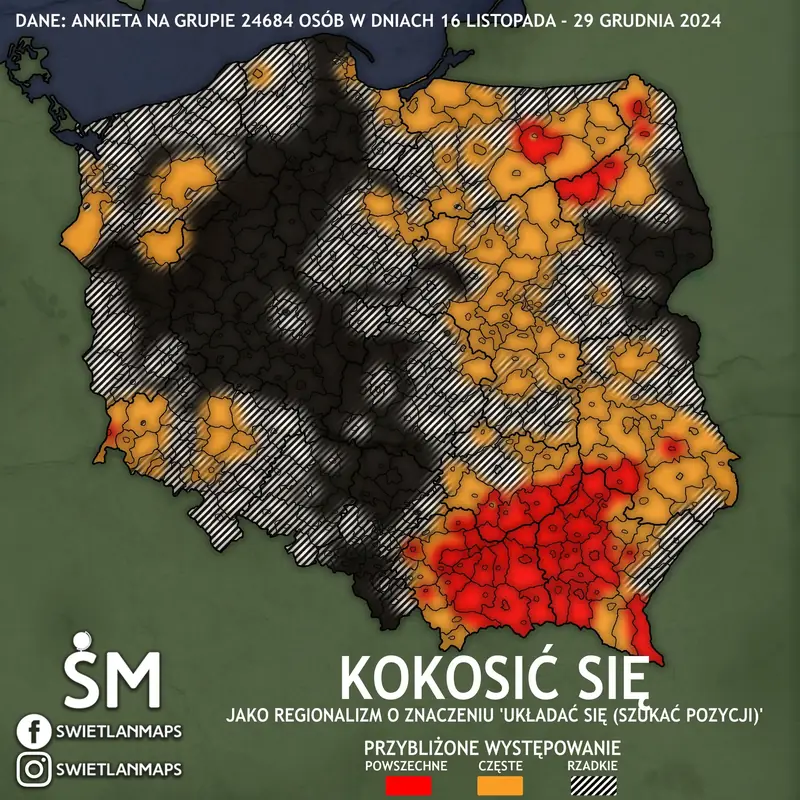 DANE: ANKIETA NA GRUPIE 24684 OSÓB W DNIACH 16 LISTOPADA - 29 GRUDNIA 2024
ŚM
SWIETLANMAPS
SWIETLANMAPS
KOKOSIĆ SIĘ
JAKO REGIONALIZM O ZNACZENIU 'UKŁADAĆ SIĘ (SZUKAĆ POZYCJI)'
PRZYBLIŻONE WYSTĘPOWANIE
POWSZECHNE CZĘSTE RZADKIE